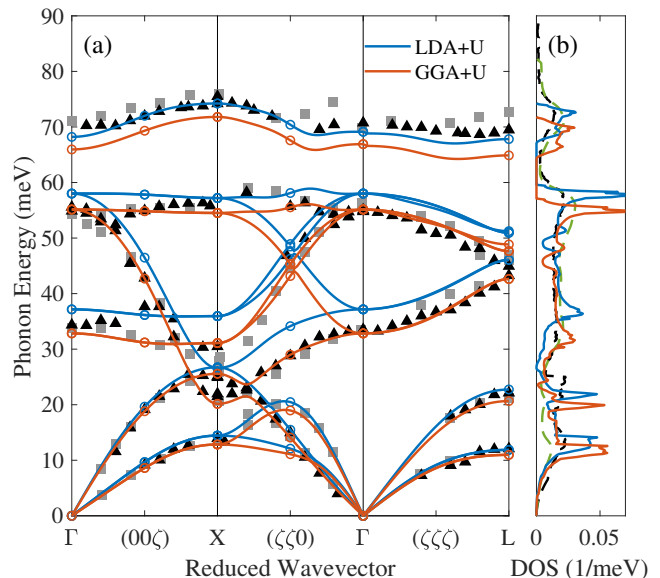 (a)
LDA+U
GGA+U
(b)
Phonon Energy (meV)
90
80
70
60
50
40
30
20
10
0
Γ (00ζ) X (ζζ0) Γ (ζζζ) L
0 0.05
Reduced Wavevector
DOS (1/meV)